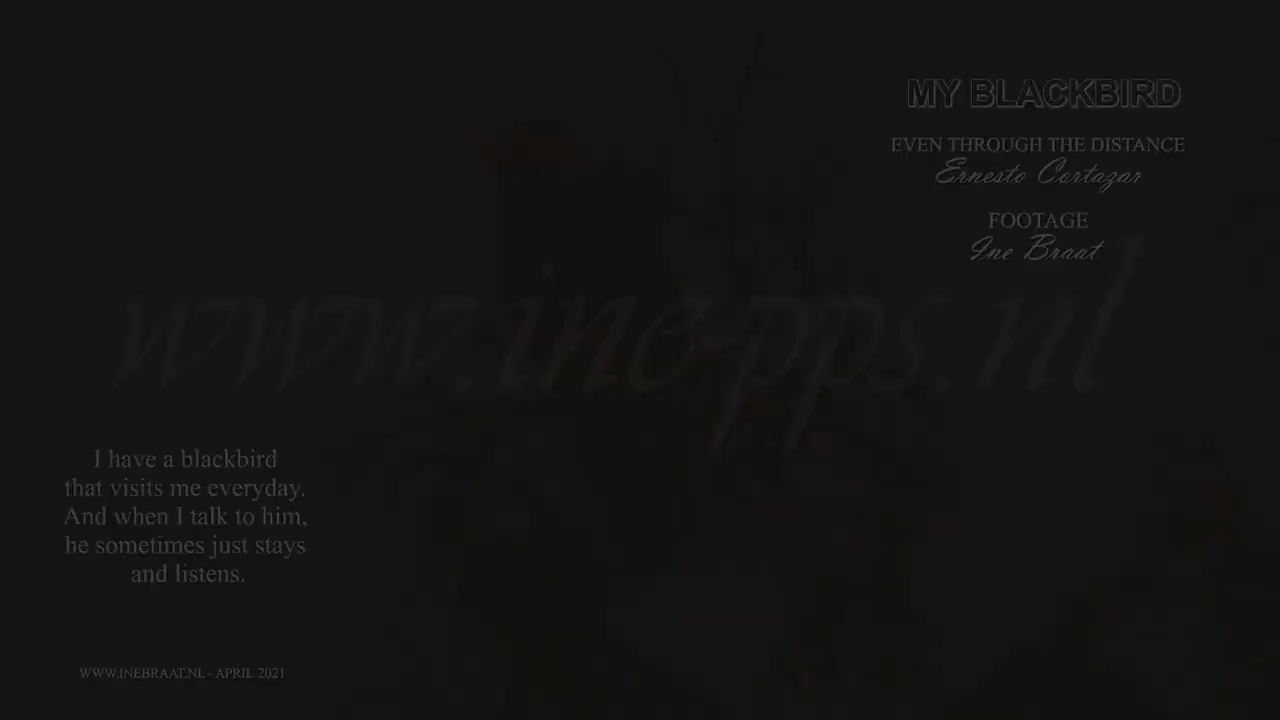 MY BLACKBIRD
EVEN THROUGH THE DISTANCE
Ernesto Cortazar
FOOTAGE
Ine Braat
www.ine-pps.nl
I have a blackbird
that visits me everyday.
And when I talk to him,
he sometimes just stays
and listens.
WWW.INEBRAAT.NL - APRIL 2021